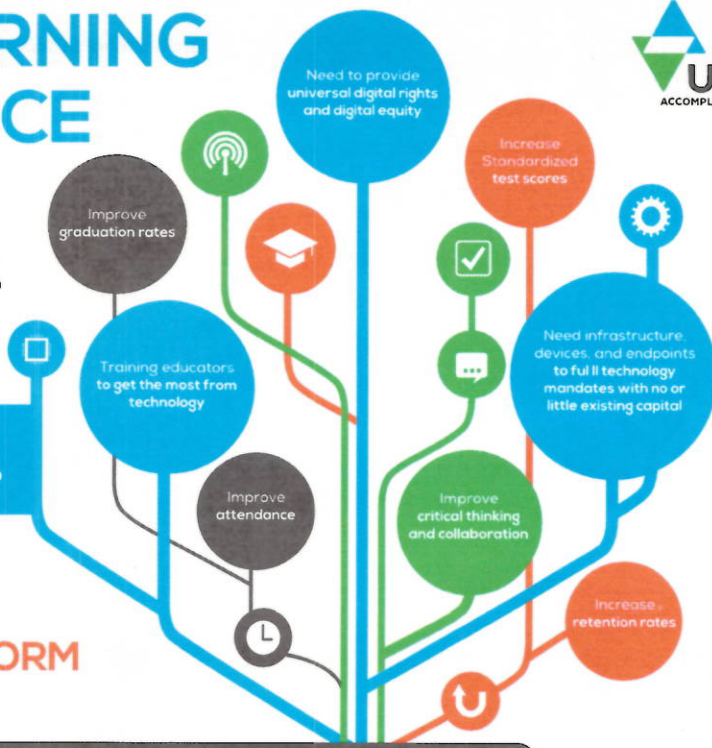 RNING
CE
U
ACCOMPL
Need to provide
universal digital rights
and digital equity
Increase
Standardized
test scores
Improve
graduation rates
Need infrastructure,
devices, and endpoints
to ful ll technology
mandates with no or
little existing capital
Training educators
to get the most from
technology
Improve
attendance
Improve
critical thinking
and collaboration
Increase
retention rates
ORM